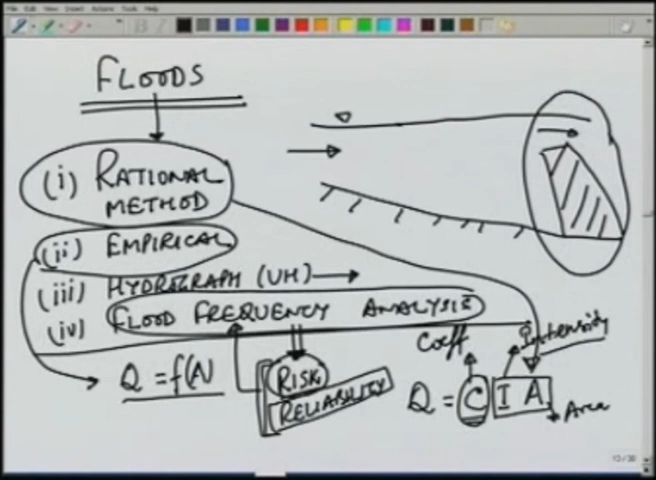 FLOODS
(i) RATIONAL
METHOD
(ii) EMPIRICAL
(iii) HYDROGRAPH (UH)
(iv) FLOOD FREQUENCY ANALYSIS
Coeff
Intensity
Q = f(A)
RISK
RELIABILITY
Q = C I A
Area